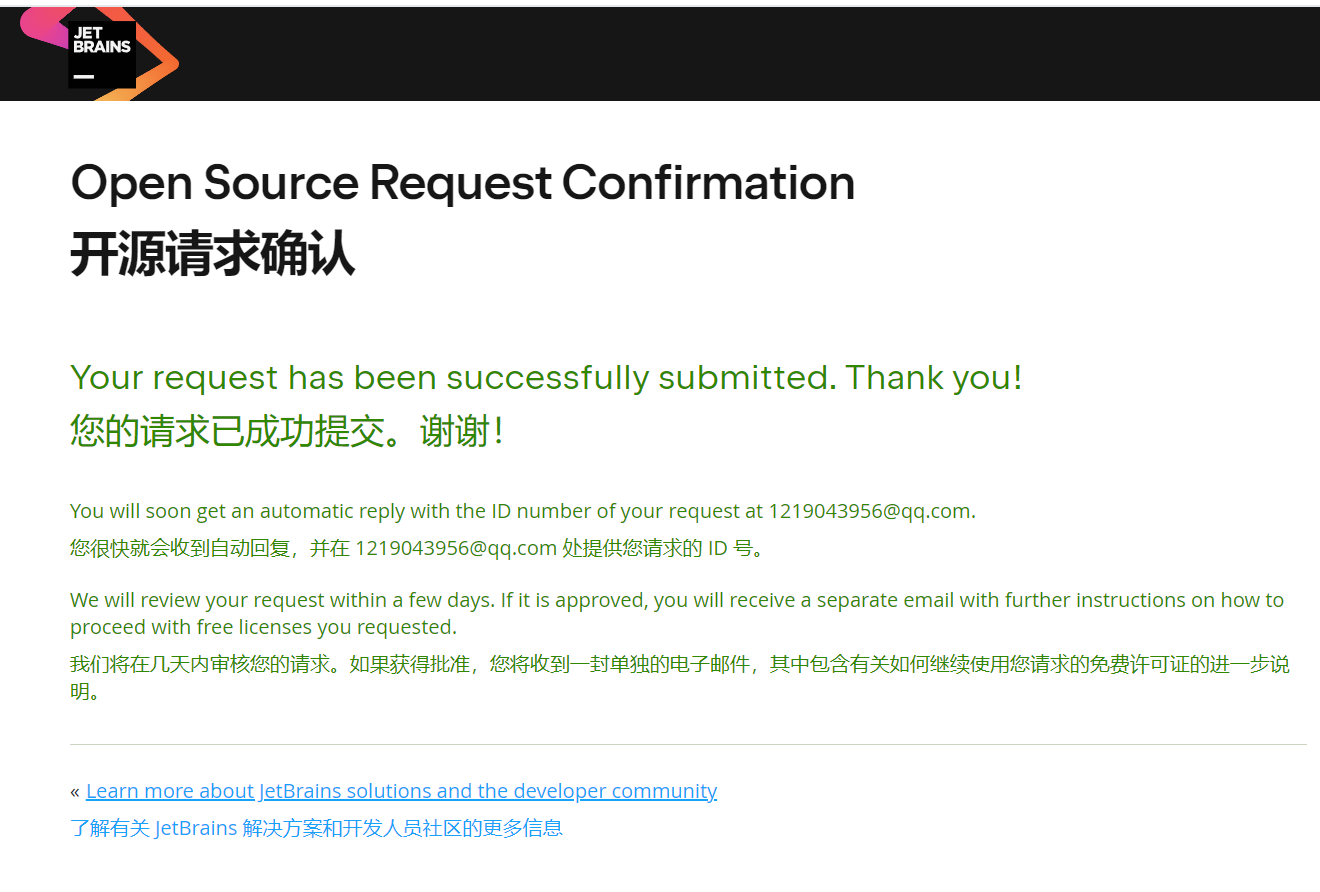 JET
BRAINS
Open Source Request Confirmation
开源请求确认
Your request has been successfully submitted. Thank you!
您的请求已成功提交。谢谢！
You will soon get an automatic reply with the ID number of your request at 1219043956@qq.com.
您很快就会收到自动回复，并在 1219043956@qq.com 处提供您请求的 ID 号。
We will review your request within a few days. If it is approved, you will receive a separate email with further instructions on how to
proceed with free licenses you requested.
我们将在几天内审核您的请求。如果获得批准，您将收到一封单独的电子邮件，其中包含有关如何继续使用您请求的免费许可证的进一步说
明。
« Learn more about JetBrains solutions and the developer community
了解有关 JetBrains 解决方案和开发人员社区的更多信息